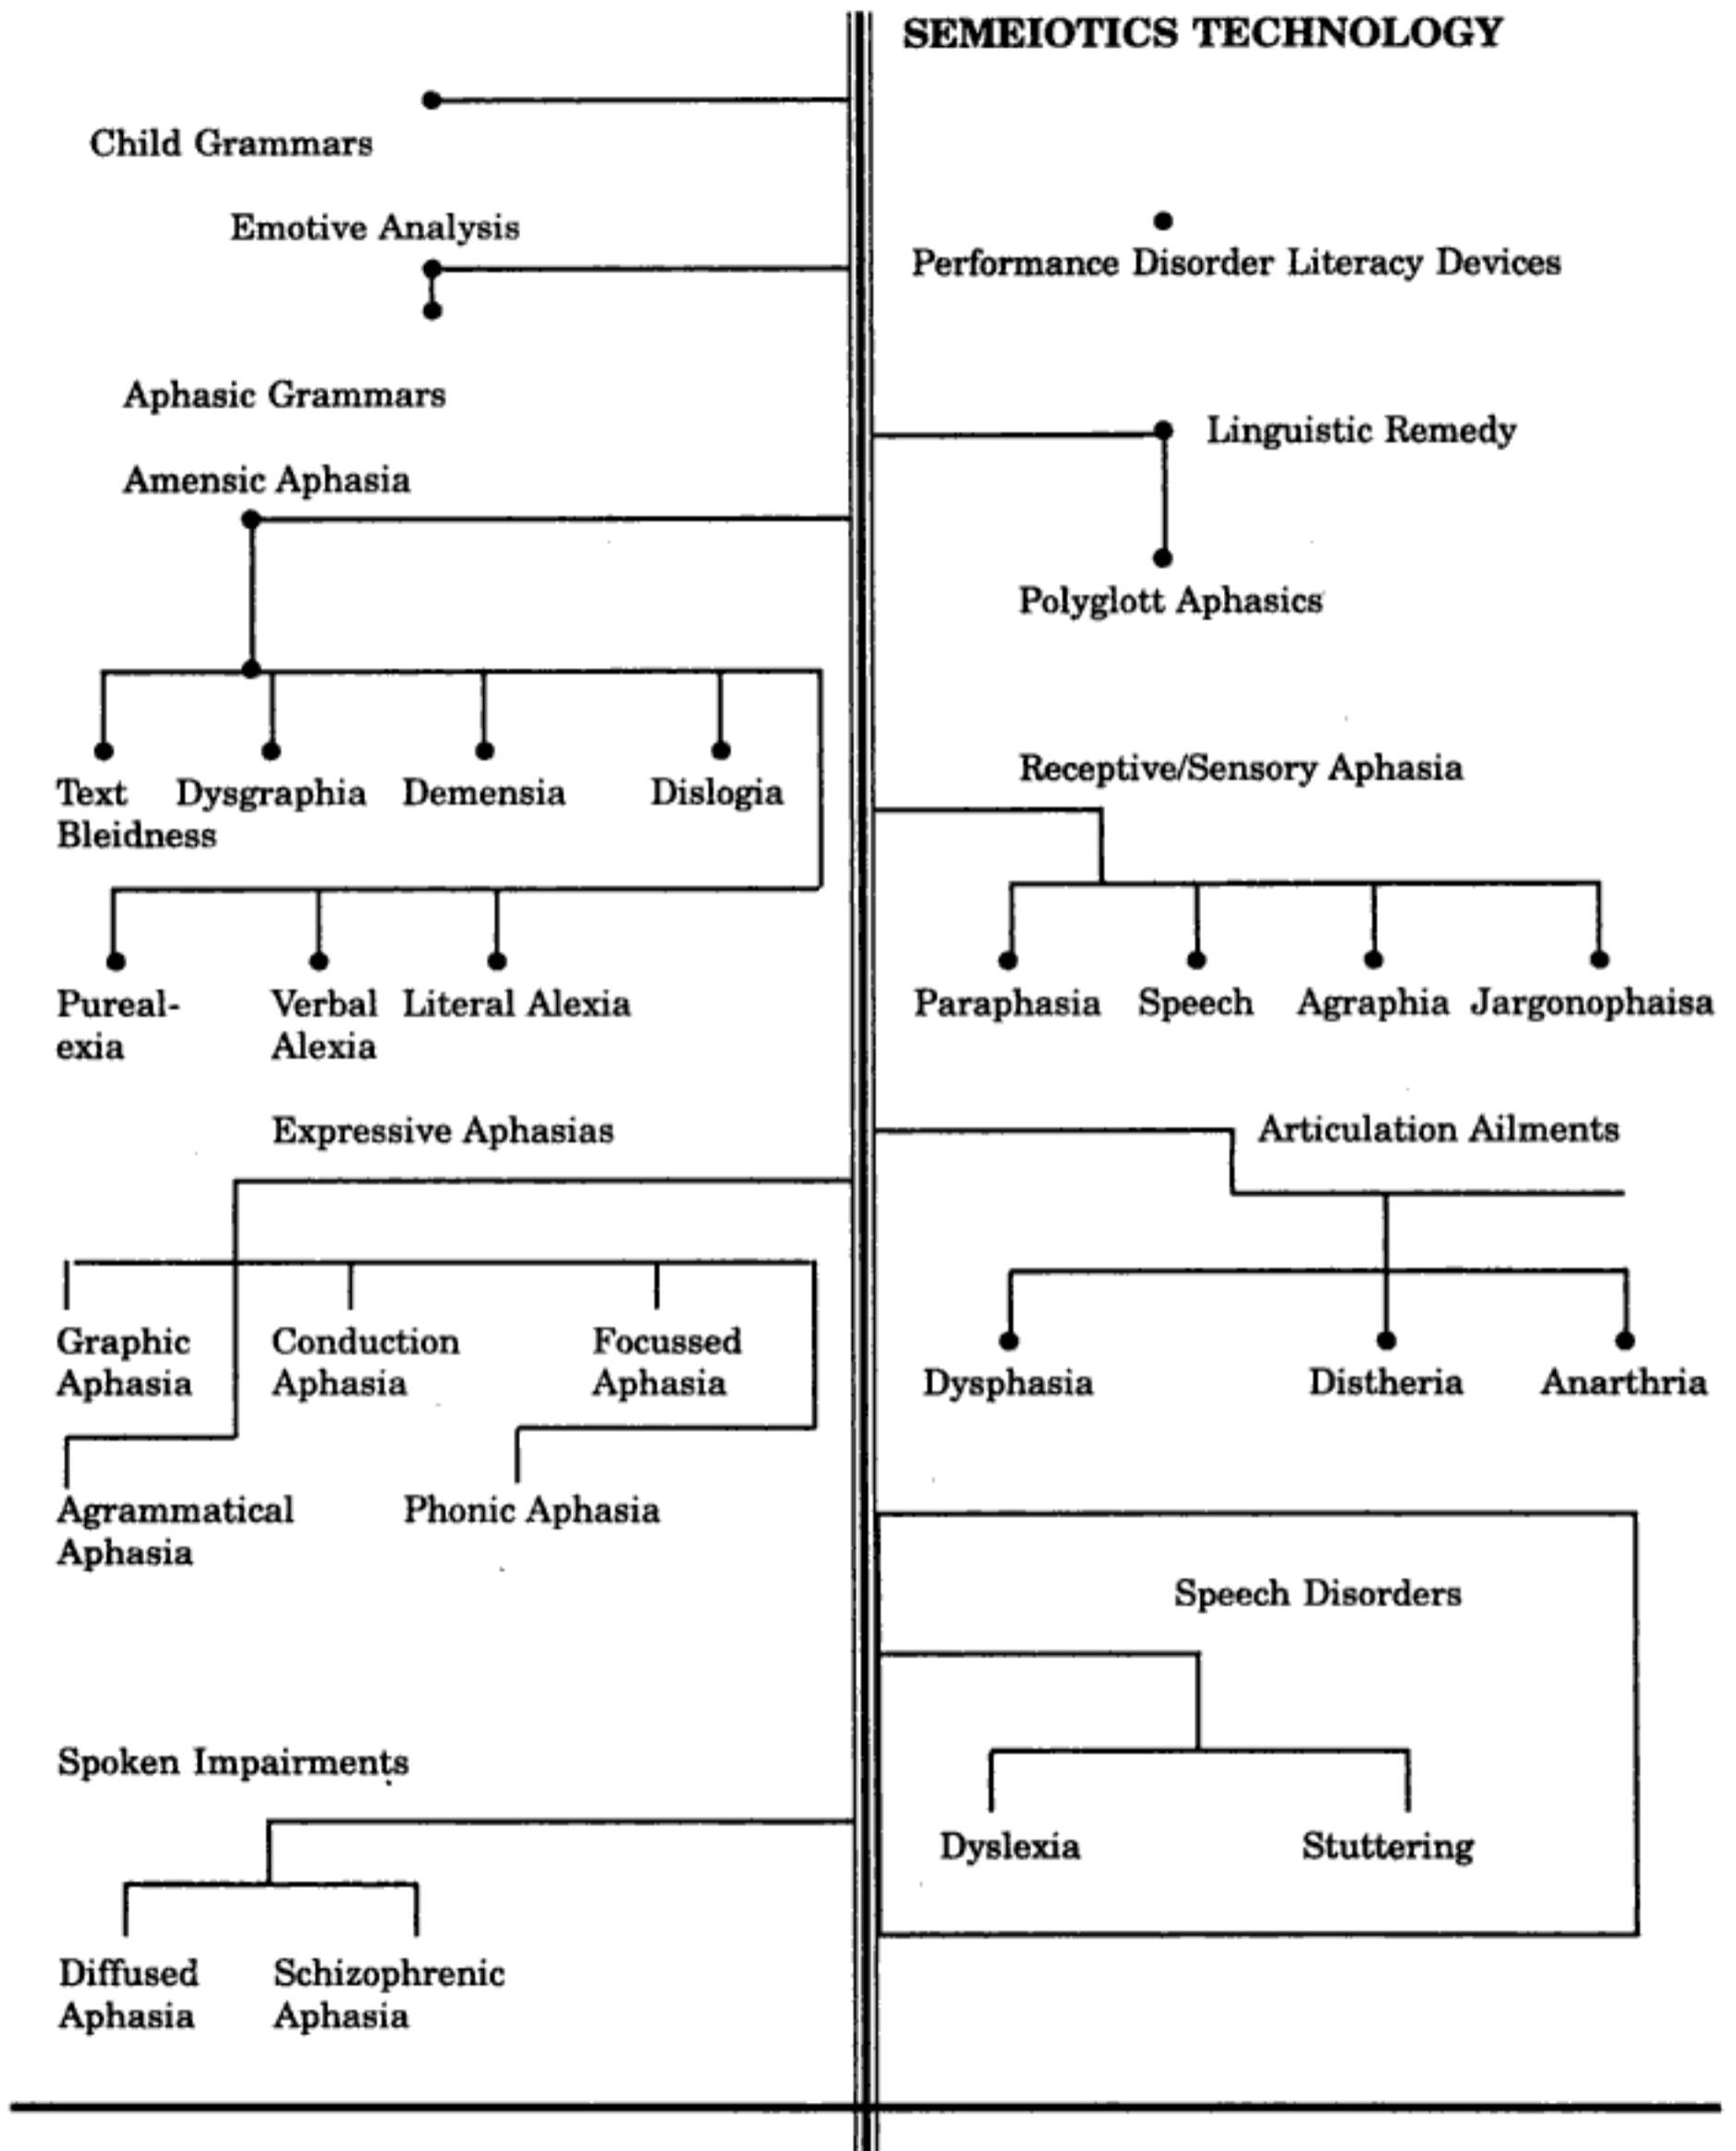 SEMEIOTICS TECHNOLOGY
Child Grammars
Emotive Analysis
Performance Disorder Literacy Devices
Aphasic Grammars
Linguistic Remedy
Amensic Aphasia
Polyglott Aphasics
Receptive/Sensory Aphasia
Text Dysgraphia Demensia Dislogia
Bleidness
Pureal- Verbal Literal Alexia
exia Alexia
Paraphasia Speech Agraphia Jargonophaisa
Expressive Aphasias
Articulation Ailments
Graphic Conduction Focussed
Aphasia Aphasia Aphasia
Dysphasia Distheria Anarthria
Agrammatical Phonic Aphasia
Aphasia
Speech Disorders
Spoken Impairments
Dyslexia Stuttering
Diffused Schizophrenic
Aphasia Aphasia